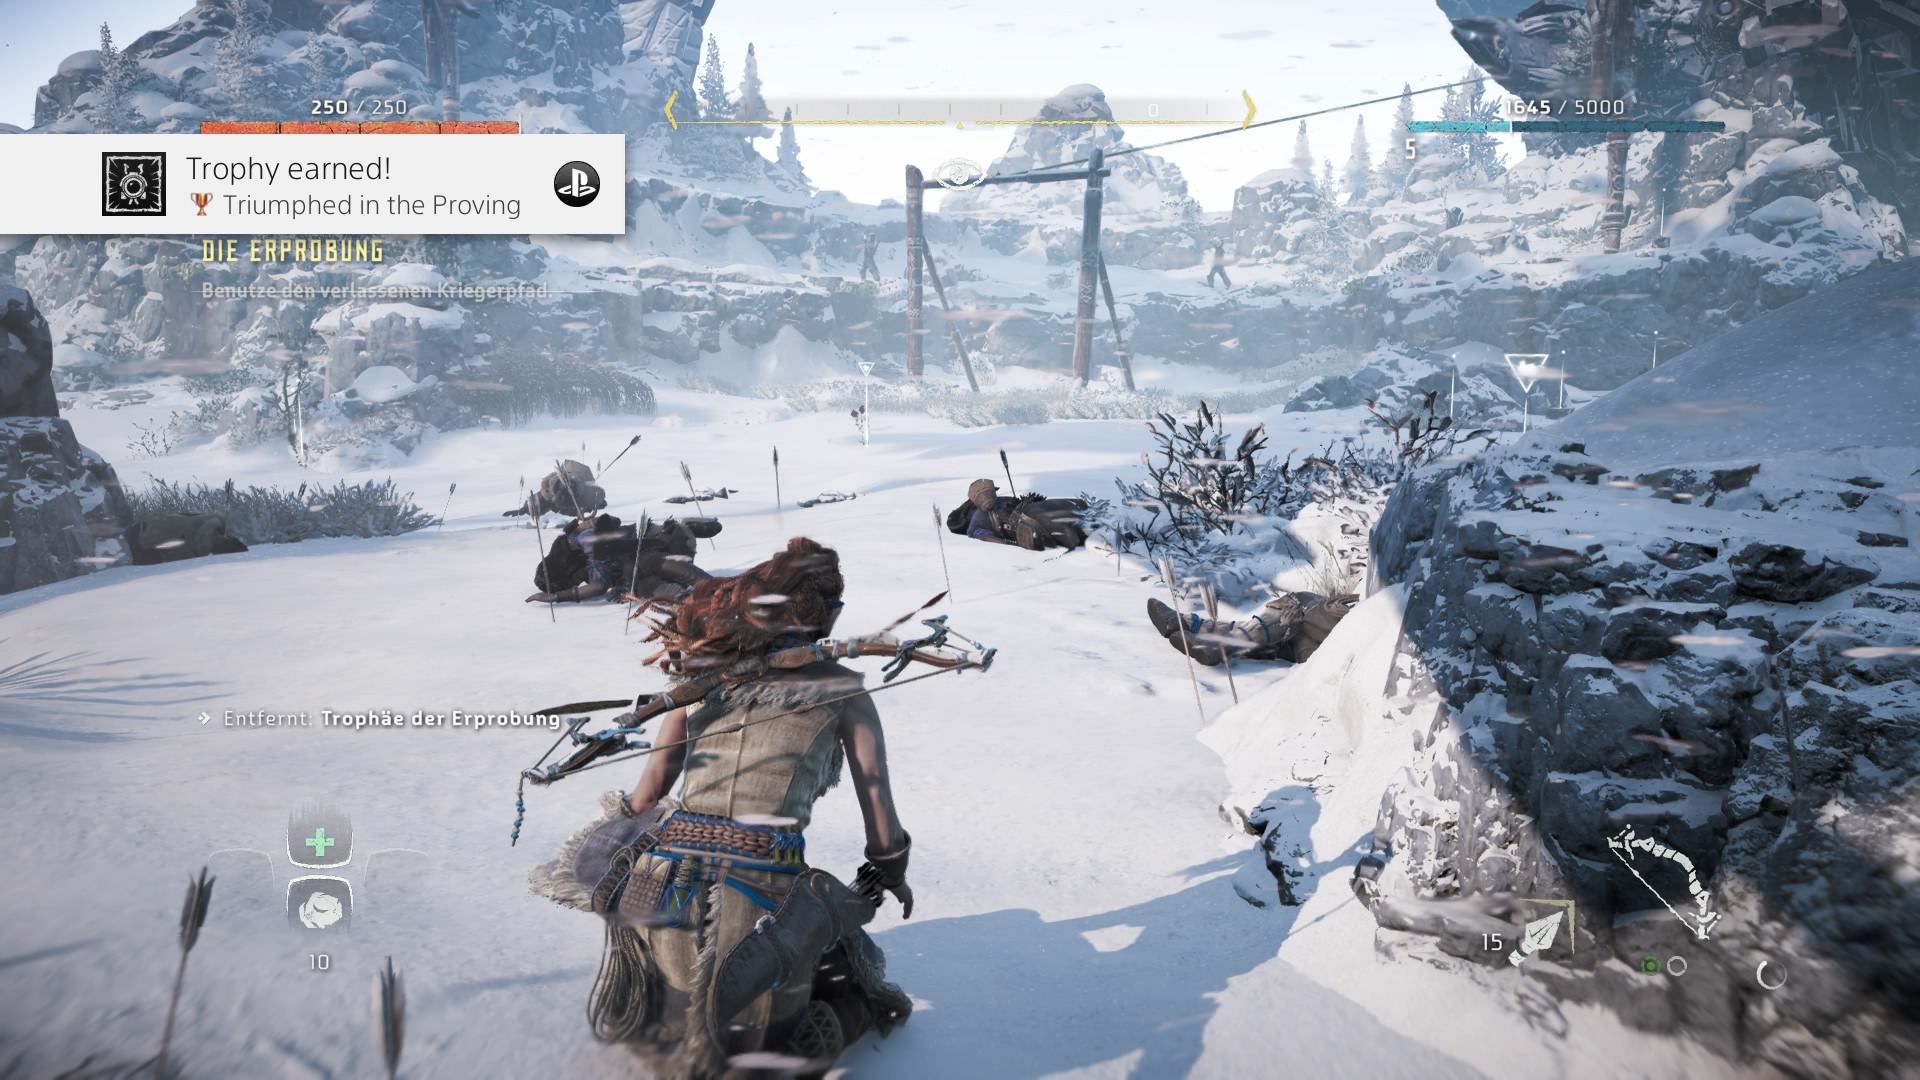 250 / 250
1645 / 5000
5
Trophy earned!
Triumphed in the Proving
DIE ERPROBUNG
Benutze den verlassenen Kriegerpfad.
Entfernt: Trophäe der Erprobung
10
15